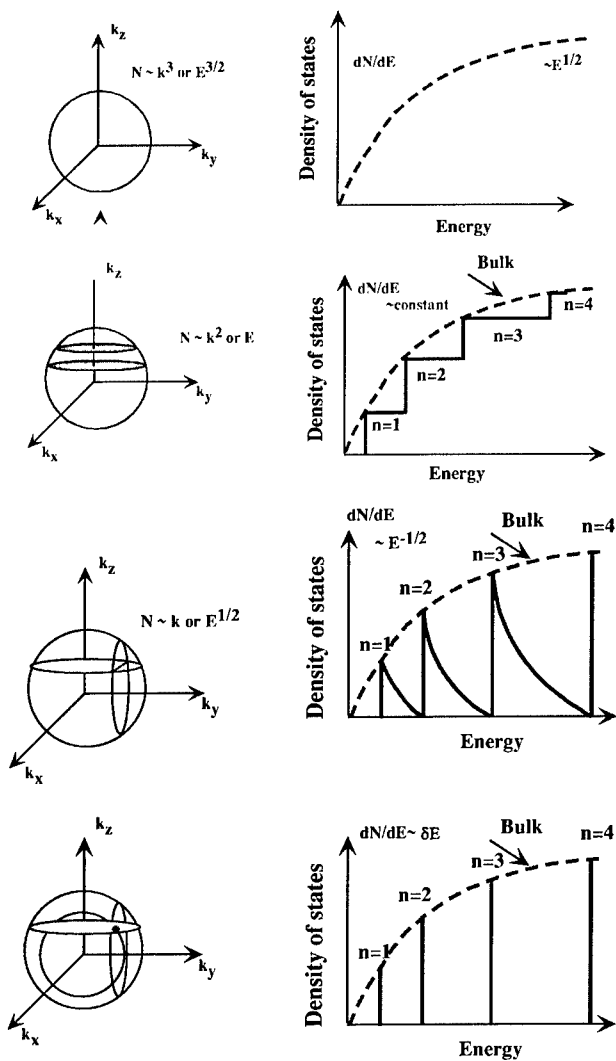 k_z
N ~ k^3 or E^{3/2}
k_y
k_x
Density of states
dN/dE
~E^{1/2}
Energy
k_z
N ~ k^2 or E
k_y
k_x
Density of states
dN/dE
~constant
Bulk
n=1
n=2
n=3
n=4
Energy
k_z
N ~ k or E^{1/2}
k_y
k_x
Density of states
dN/dE
~ E^{-1/2}
Bulk
n=1
n=2
n=3
n=4
Energy
k_z
k_y
k_x
Density of states
dN/dE~ δE
Bulk
n=1
n=2
n=3
n=4
Energy